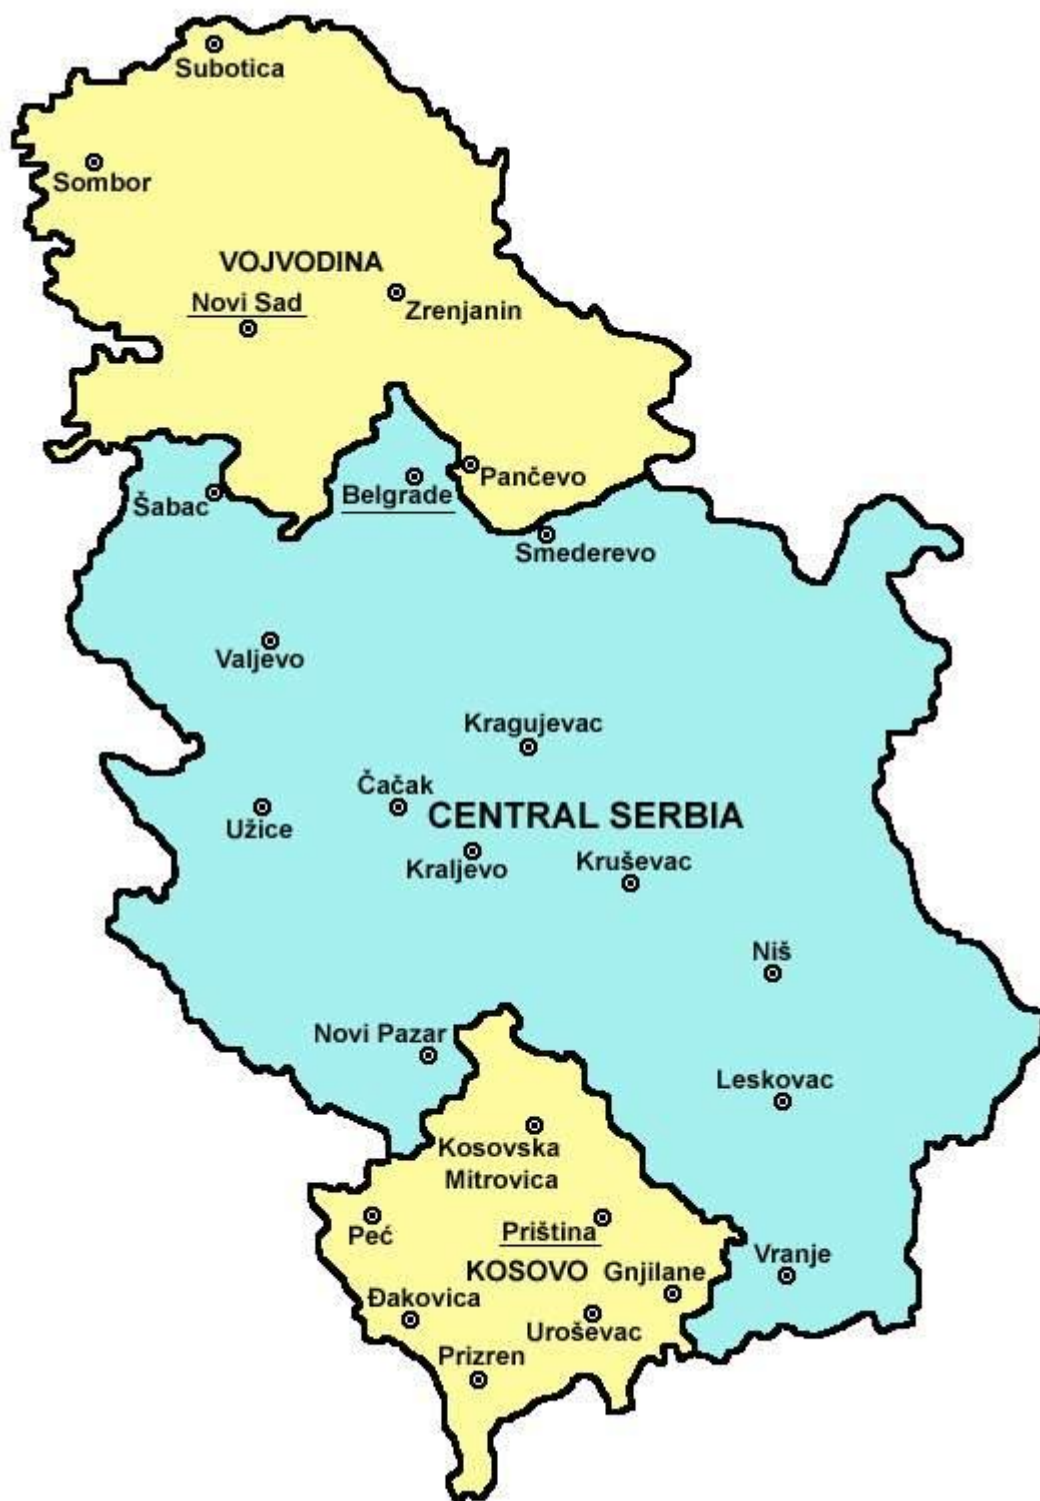 Subotica
Sombor
VOJVODINA
Novi Sad
Zrenjanin
Pančevo
Belgrade
Šabac
Smederevo
Valjevo
Kragujevac
Čačak
CENTRAL SERBIA
Užice
Kraljevo
Kruševac
Niš
Novi Pazar
Leskovac
Kosovska
Mitrovica
Peć
Priština
Vranje
KOSOVO
Gnjilane
Đakovica
Uroševac
Prizren